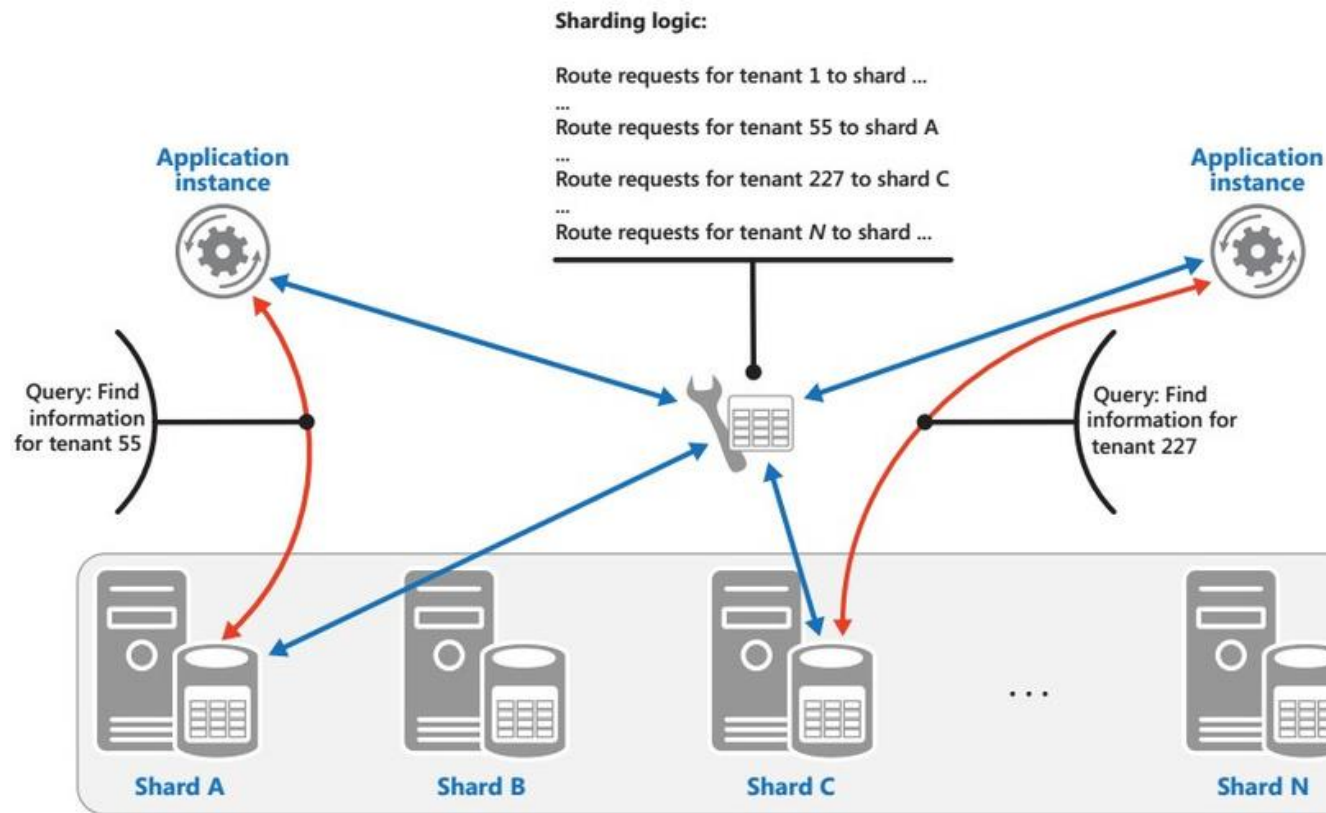 Sharding logic:
Route requests for tenant 1 to shard ...
...
Route requests for tenant 55 to shard A
...
Route requests for tenant 227 to shard C
...
Route requests for tenant N to shard ...
Application
instance
Application
instance
Query: Find
information
for tenant 55
Query: Find
information for
tenant 227
...
Shard A
Shard B
Shard C
Shard N